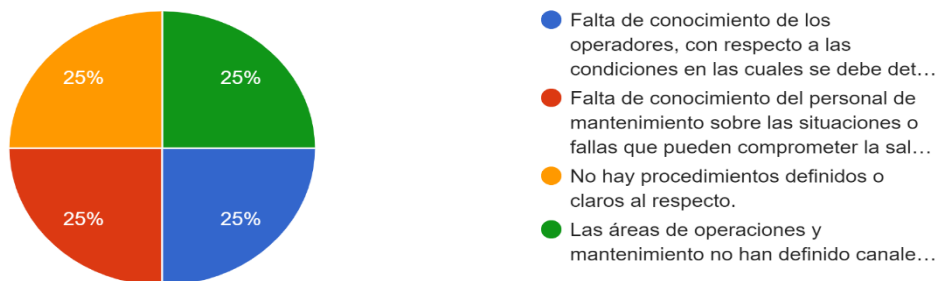 25%
25%
25%
25%
Falta de conocimiento de los
operadores, con respecto a las
condiciones en las cuales se debe det…
Falta de conocimiento del personal de
mantenimiento sobre las situaciones o
fallas que pueden comprometer la sal…
No hay procedimientos definidos o
claros al respecto.
Las áreas de operaciones y
mantenimiento no han definido canale…